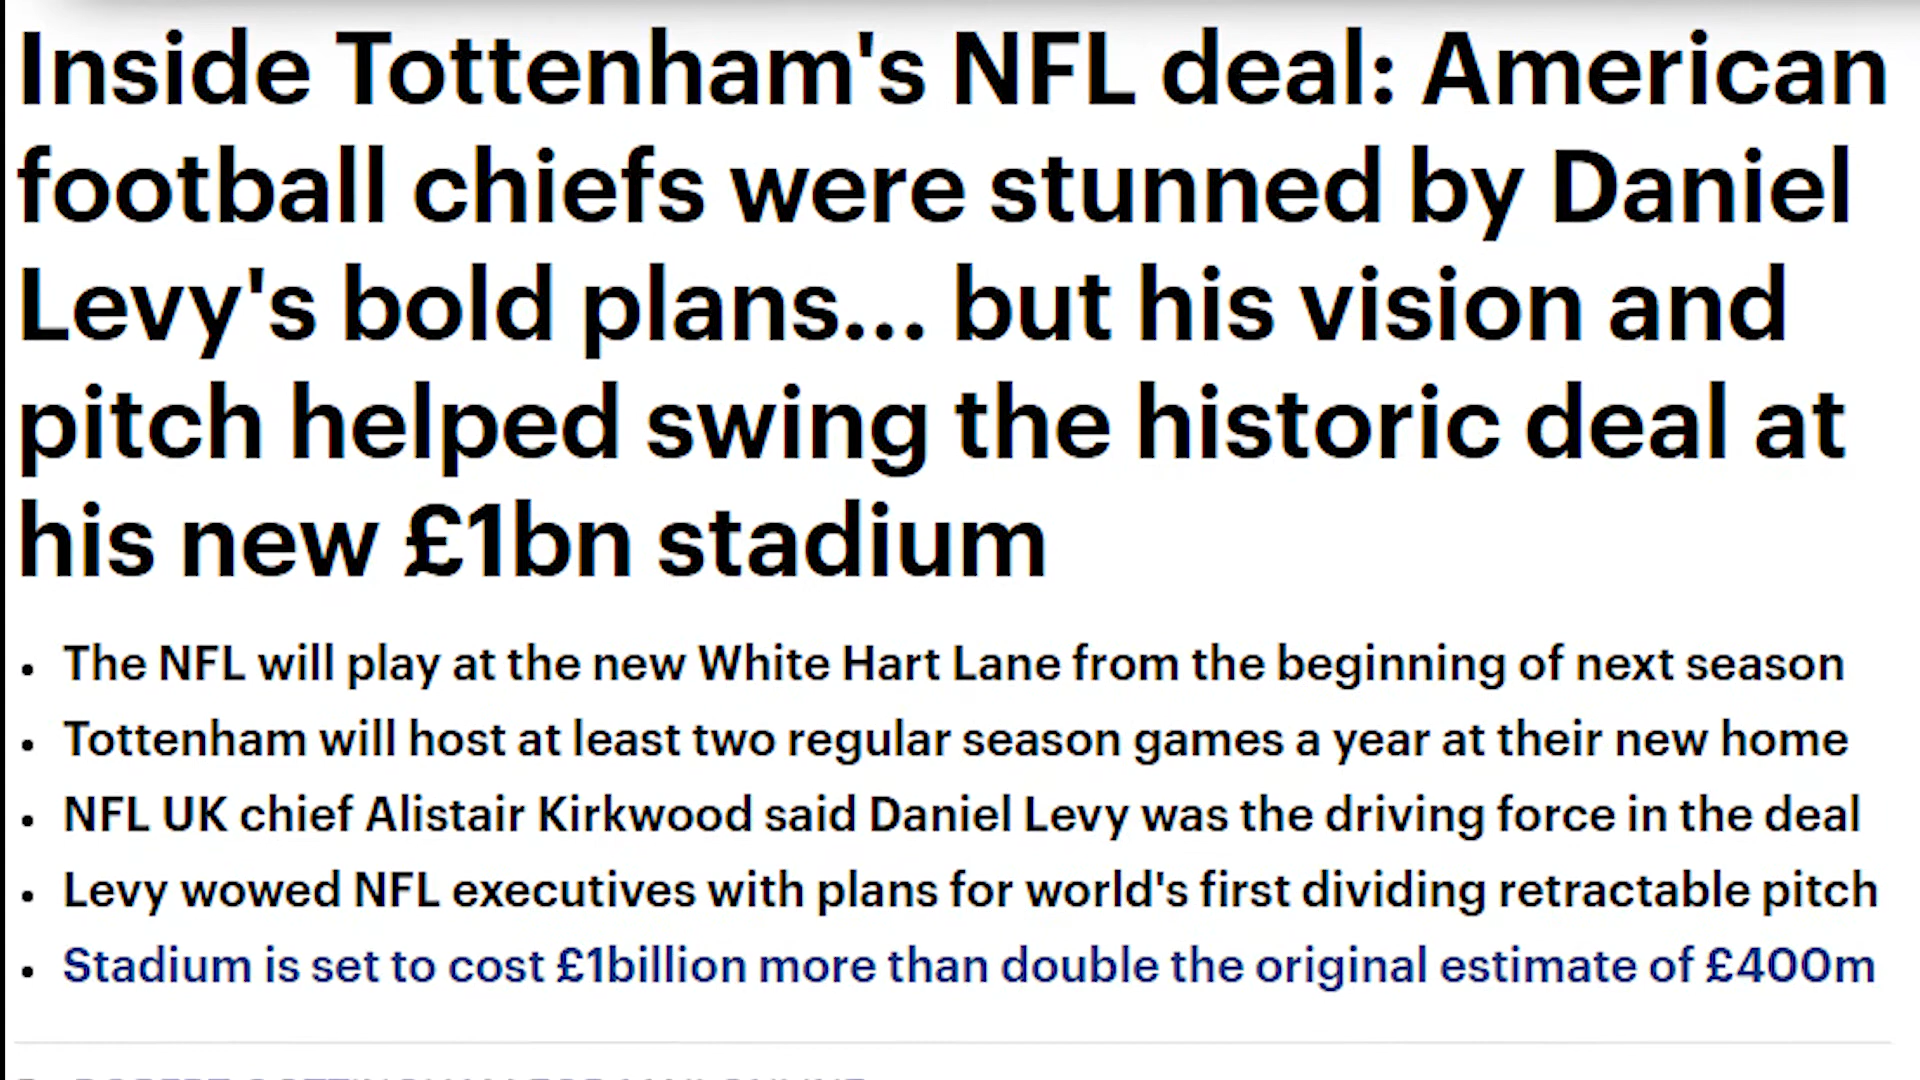 Inside Tottenham's NFL deal: American
football chiefs were stunned by Daniel
Levy's bold plans... but his vision and
pitch helped swing the historic deal at
his new £1bn stadium
• The NFL will play at the new White Hart Lane from the beginning of next season
• Tottenham will host at least two regular season games a year at their new home
• NFL UK chief Alistair Kirkwood said Daniel Levy was the driving force in the deal
• Levy wowed NFL executives with plans for world's first dividing retractable pitch
• Stadium is set to cost £1billion more than double the original estimate of £400m